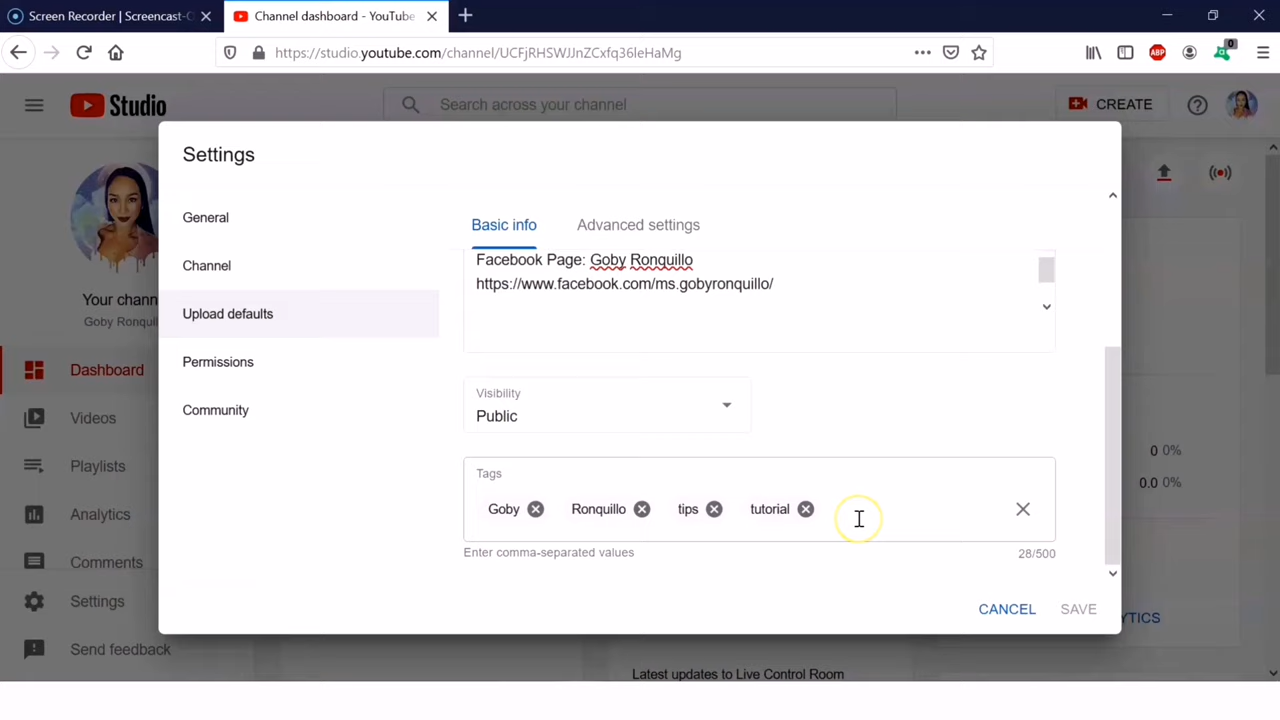 Screen Recorder | Screencast-O
Channel dashboard - YouTube
https://studio.youtube.com/channel/UCFjRHSWJJnZCxfq36leHaMg
ABP
0
Studio
Search across your channel
CREATE
Settings
General
Channel
Upload defaults
Permissions
Community
Basic info
Advanced settings
Facebook Page: Goby Ronquillo
https://www.facebook.com/ms.gobyronquillo/
Visibility
Public
Tags
Goby
Ronquillo
tips
tutorial
Enter comma-separated values
28/500
CANCEL
SAVE
Your chann
Goby Ronqui
Dashboard
Videos
Playlists
Analytics
Comments
Settings
Send feedback
0 0%
0.0 0%
YTICS
Latest updates to Live Control Room